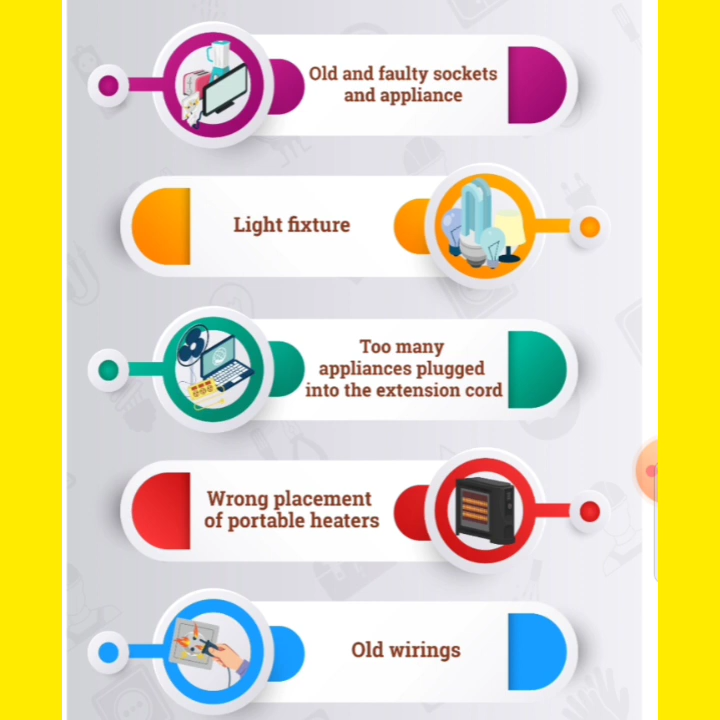 Old and faulty sockets
and appliance
Light fixture
Too many
appliances plugged
into the extension cord
Wrong placement
of portable heaters
Old wirings